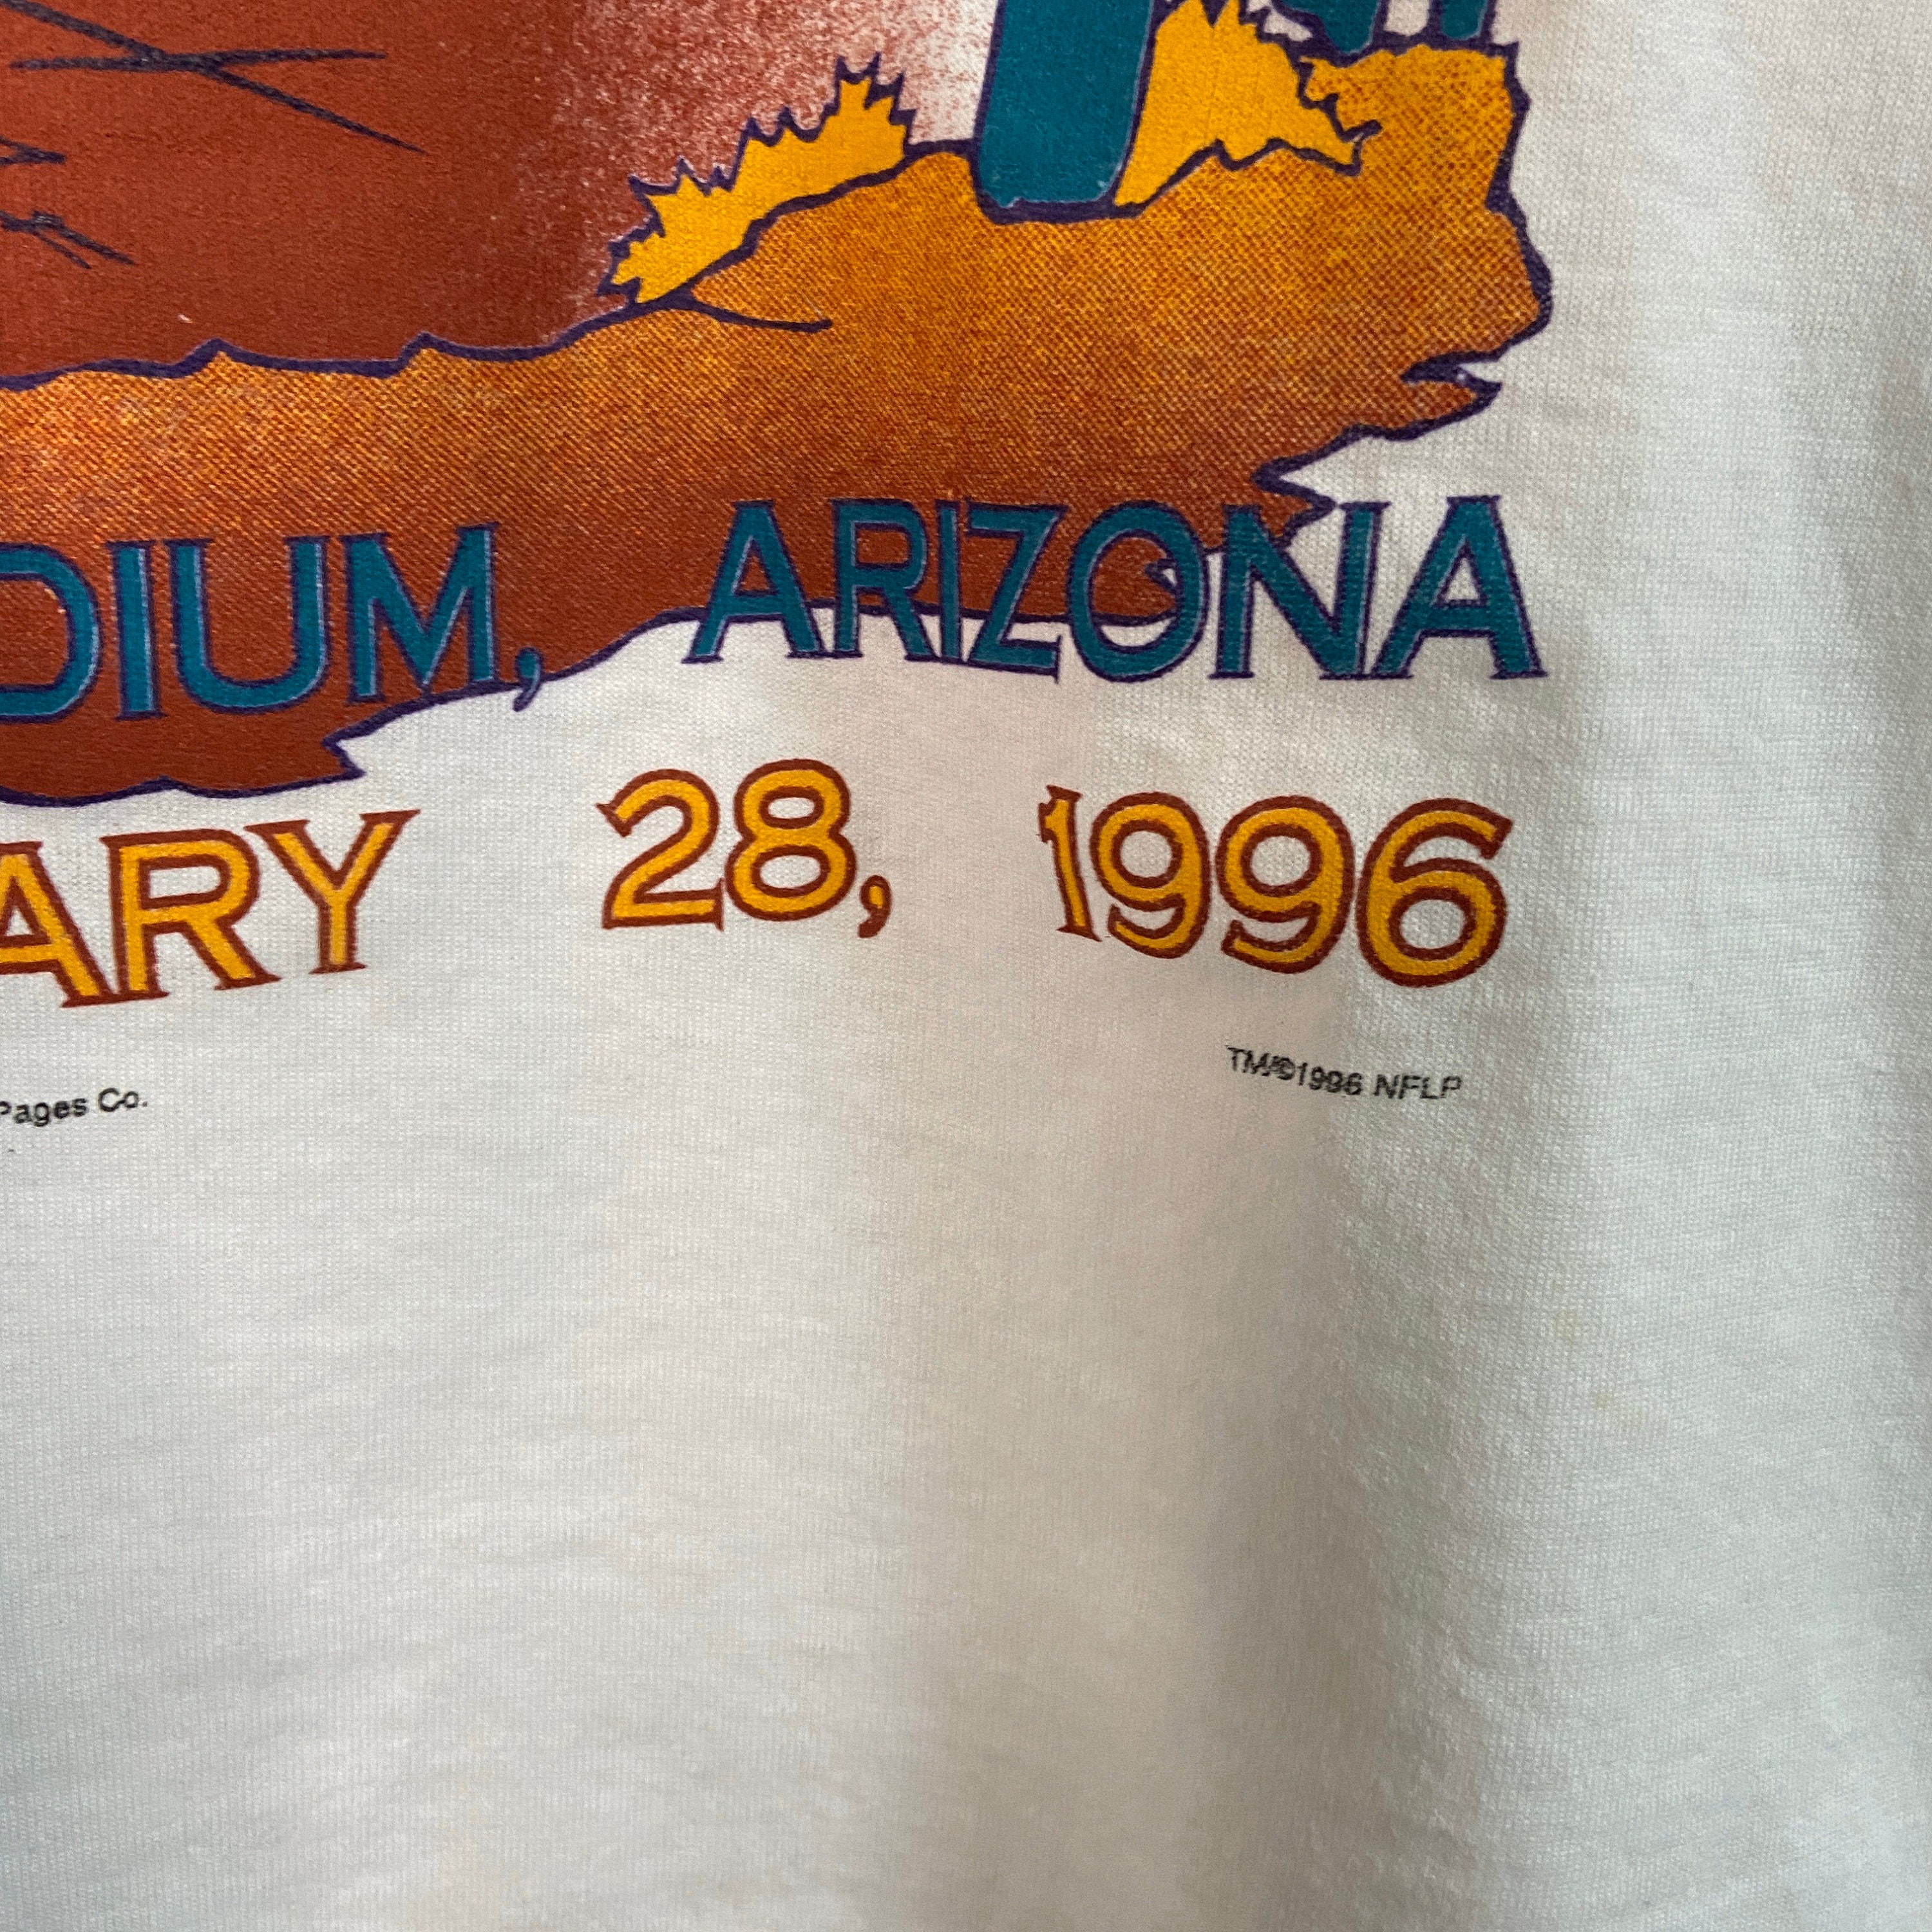 DIUM, ARIZONA
ARY 28, 1996
Pages Co.
TM/©1996 NFLP